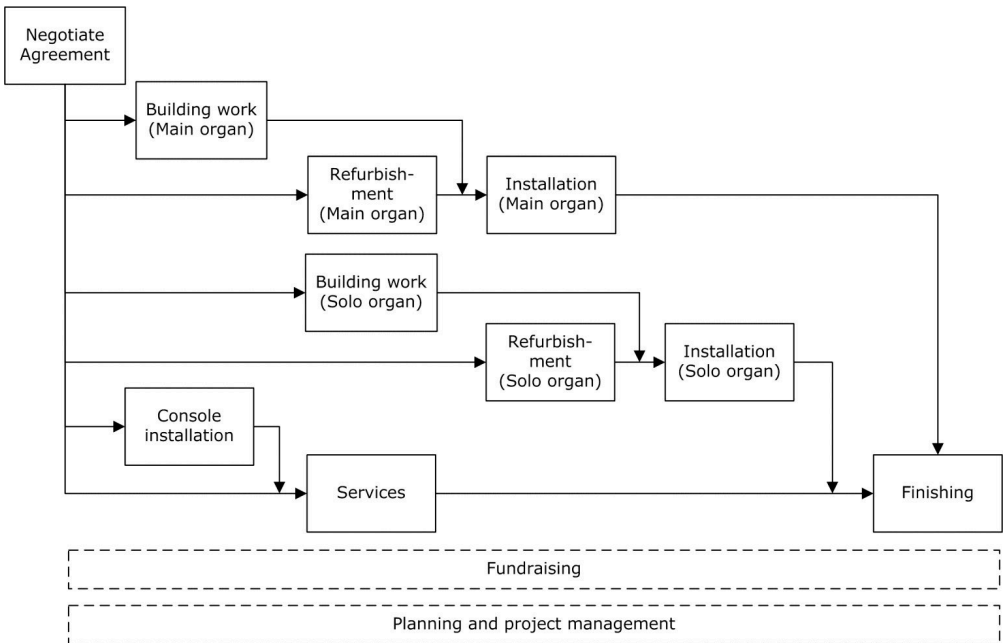 Negotiate
Agreement
Building work
(Main organ)
Refurbish-
ment
(Main organ)
Installation
(Main organ)
Building work
(Solo organ)
Refurbish-
ment
(Solo organ)
Installation
(Solo organ)
Console
installation
Services
Finishing
Fundraising
Planning and project management